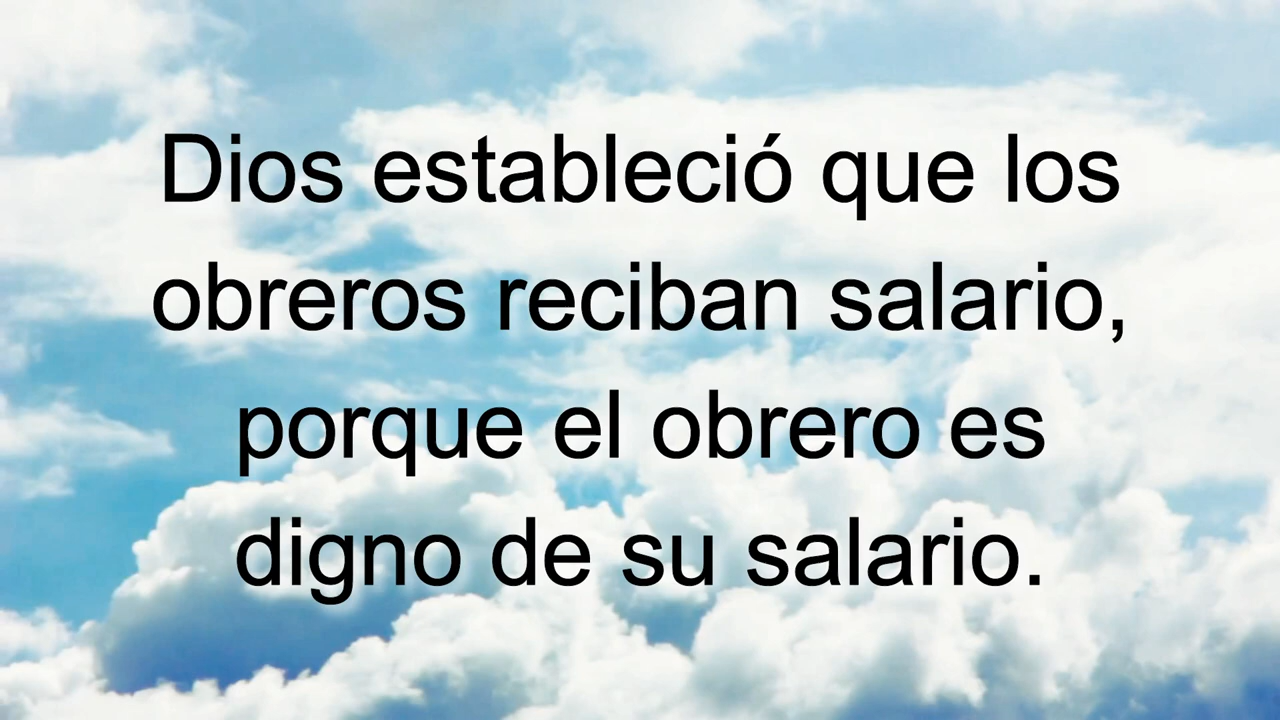 Dios estableció que los
obreros reciban salario,
porque el obrero es
digno de su salario.